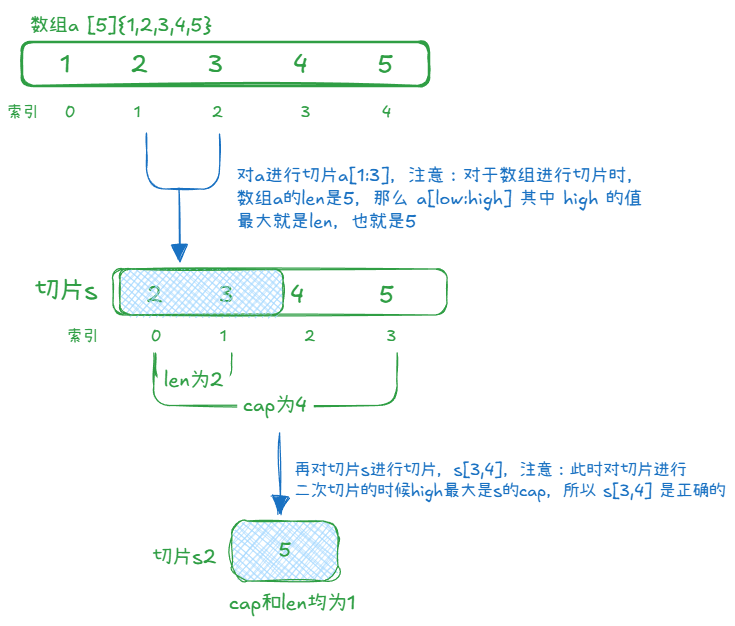 数组a [5]{1,2,3,4,5}
1 2 3 4 5
索引 0 1 2 3 4
对a进行切片a[1:3]，注意：对于数组进行切片时，
数组a的len是5，那么 a[low:high] 其中 high 的值
最大就是len，也就是5
切片s 2 3 4 5
索引 0 1 2 3
len为2
cap为4
再对切片s进行切片，s[3,4]，注意：此时对切片进行
二次切片的时候high最大是s的cap，所以 s[3,4] 是正确的
切片s2 5
cap和len均为1